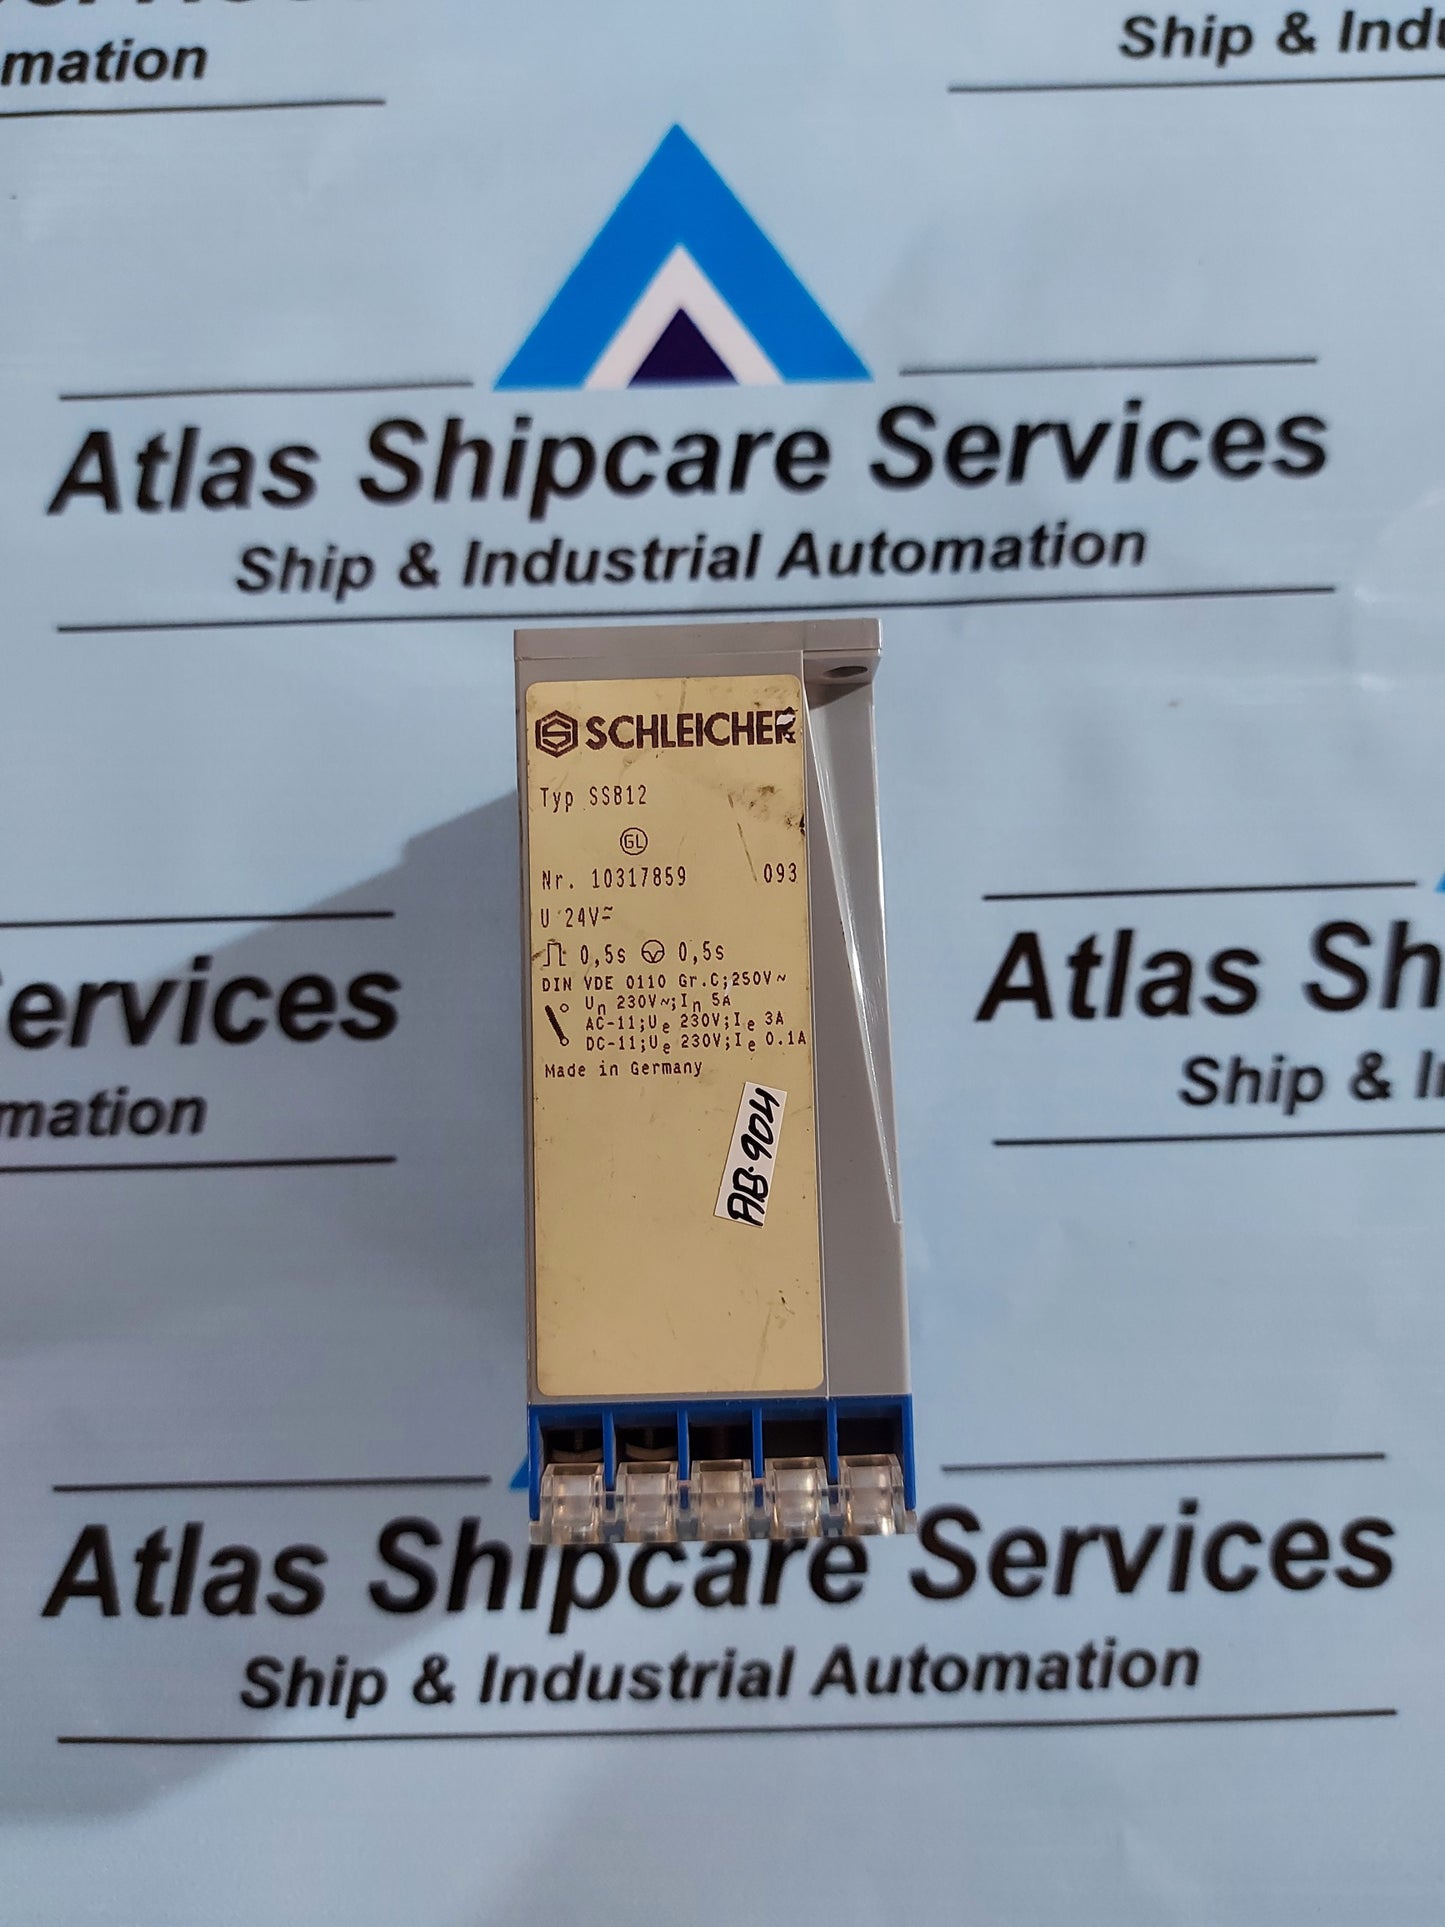 mation
Ship & Indu
Atlas Shipcare Services
Ship & Industrial Automation
SCHLEICHER
Typ SS812
GL
Nr. 10317859 093
U 24V≂
0,5s 0,5s
DIN VDE 0110 Gr.C;250V~
Un 230V~;In 5A
AC-11;Ue 230V;Ie 3A
DC-11;Ue 230V;Ie 0.1A
Made in Germany
AB-904
ervices
mation
Atlas Sh
Ship & I
Atlas Shipcare Services
Ship & Industrial Automation